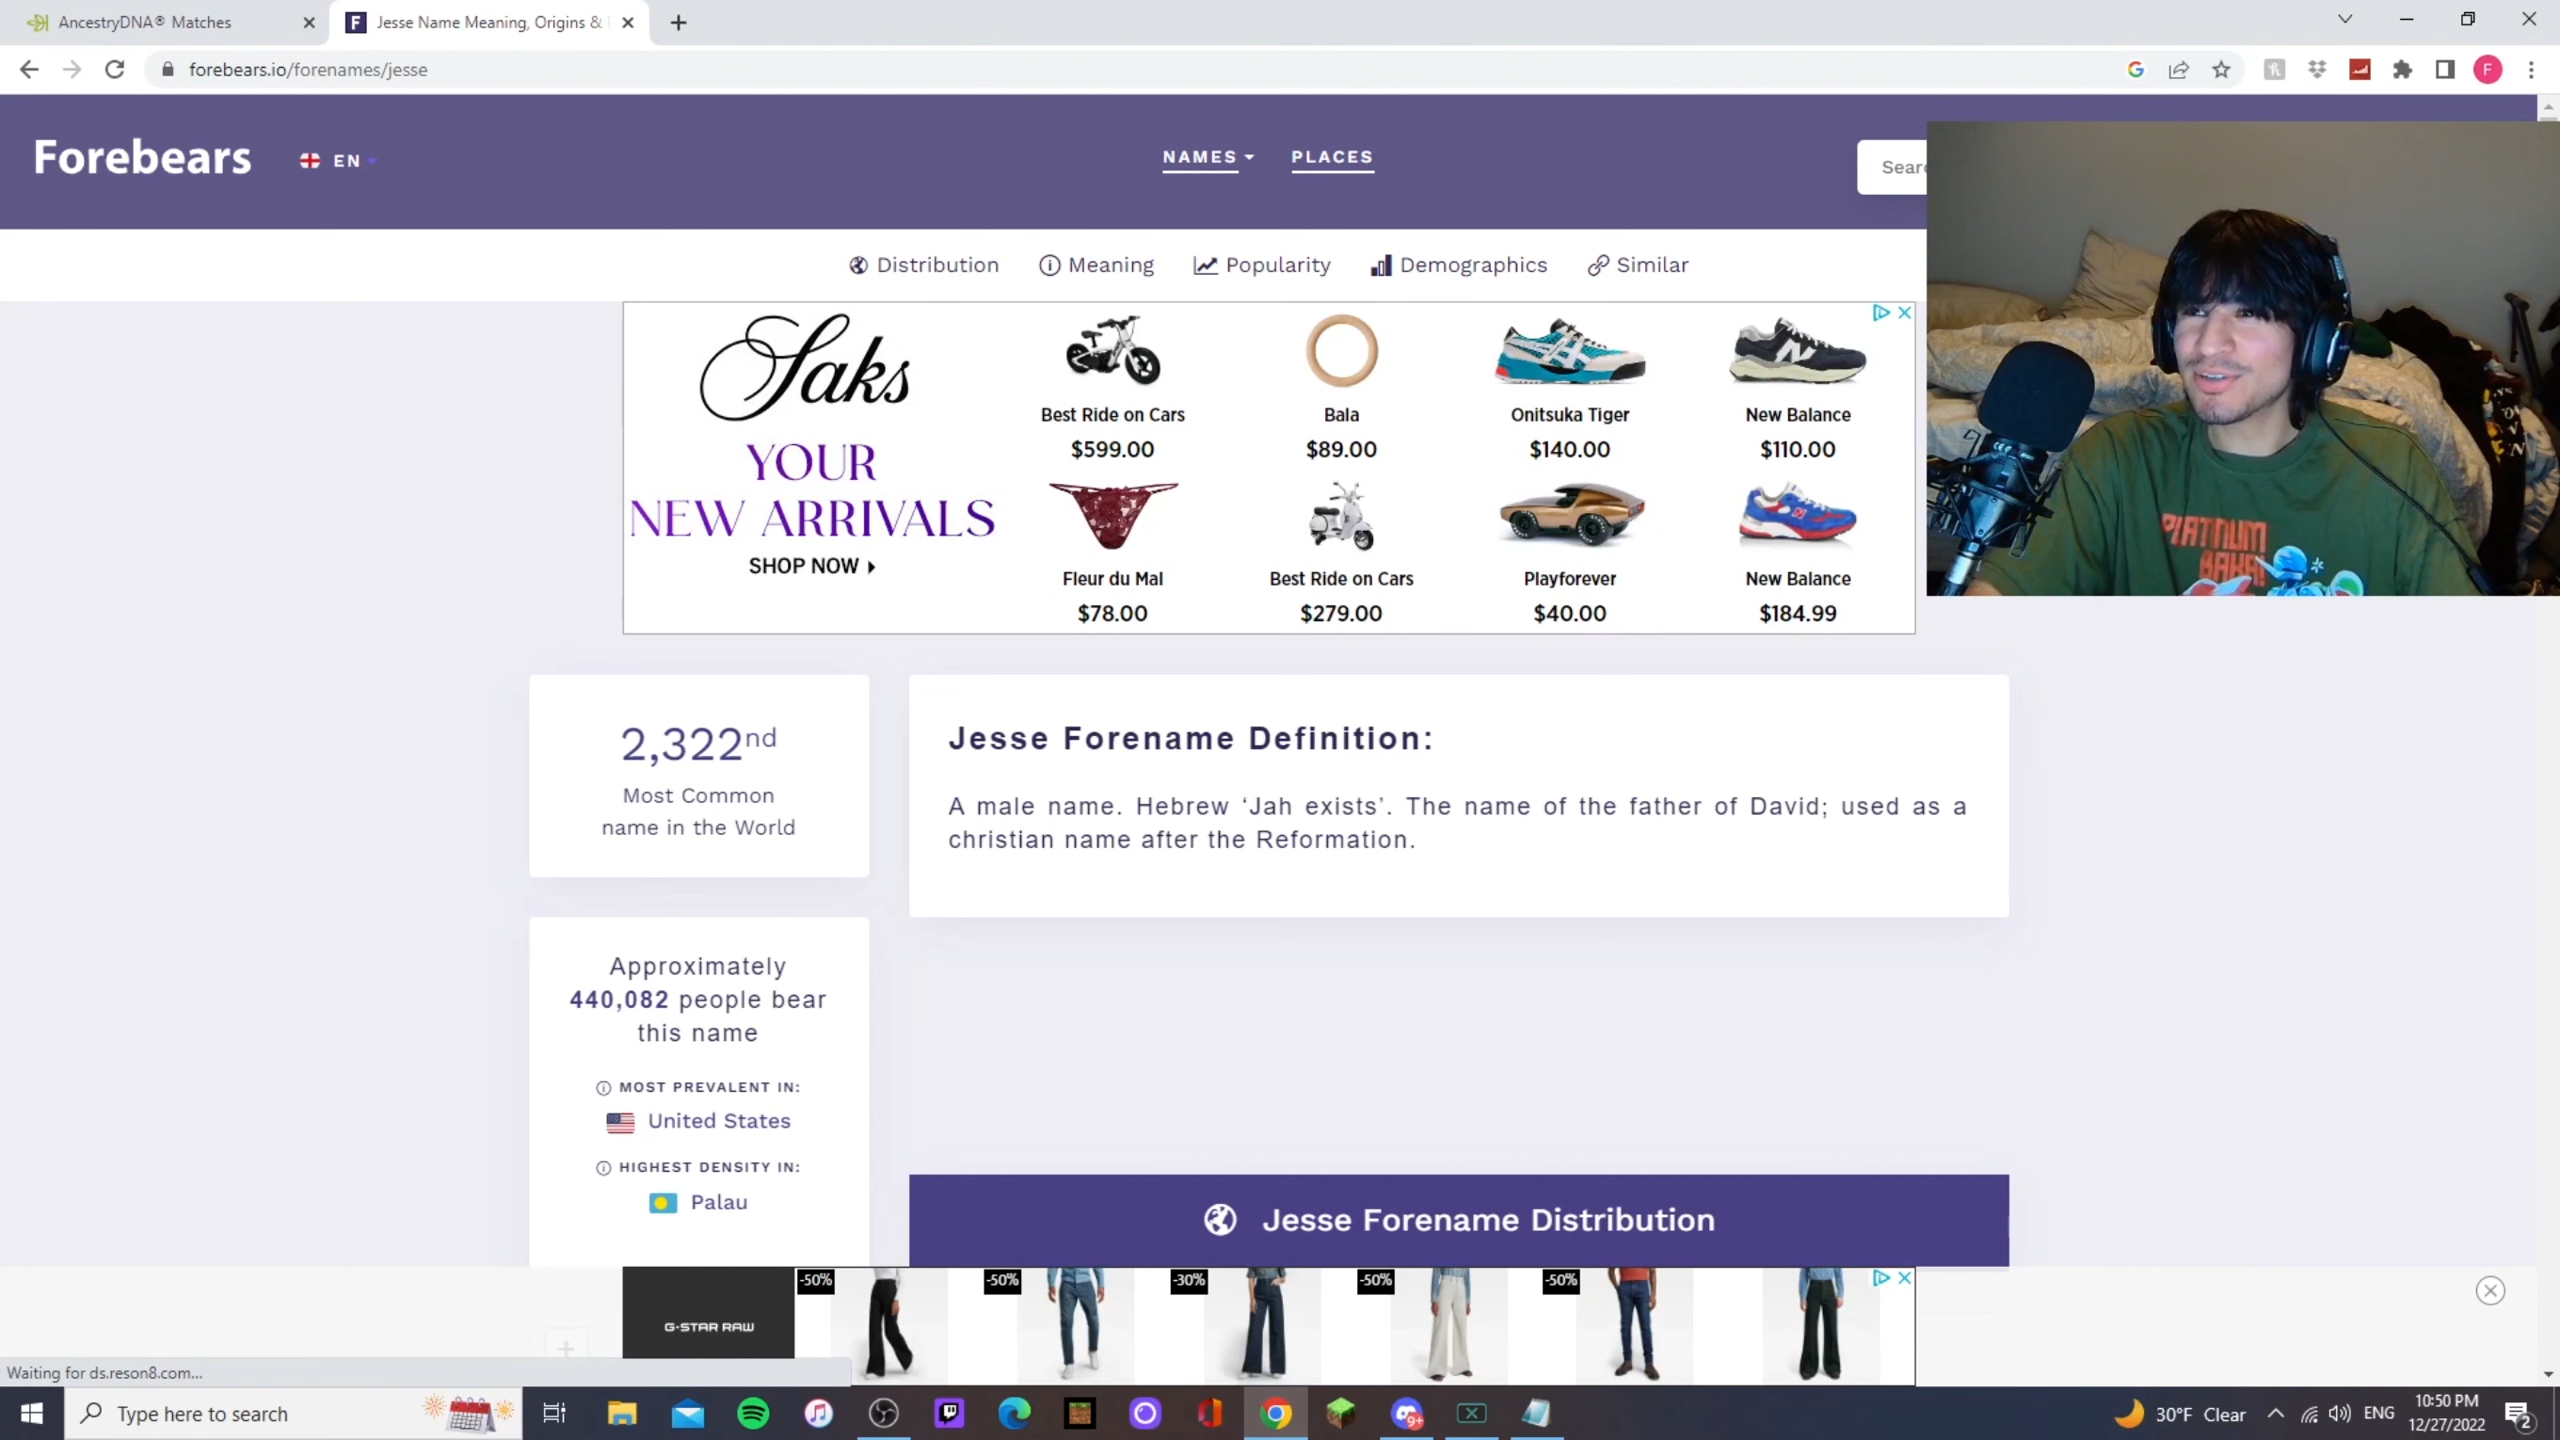 AncestryDNA® Matches
Jesse Name Meaning, Origins &
forebears.io/forenames/jesse
F
Forebears
EN
NAMES
PLACES
Sear
Distribution
Meaning
Popularity
Demographics
Similar
Saks
YOUR
NEW ARRIVALS
SHOP NOW
Best Ride on Cars
$599.00
Bala
$89.00
Onitsuka Tiger
$140.00
New Balance
$110.00
Fleur du Mal
$78.00
Best Ride on Cars
$279.00
Playforever
$40.00
New Balance
$184.99
PLATINUM
BAKA!
2,322nd
Most Common
name in the World
Jesse Forename Definition:
A male name. Hebrew ‘Jah exists’. The name of the father of David; used as a
christian name after the Reformation.
Approximately
440,082 people bear
this name
MOST PREVALENT IN:
United States
HIGHEST DENSITY IN:
Palau
Jesse Forename Distribution
G-STAR RAW
-50%
-50%
-30%
-50%
-50%
Waiting for ds.reson8.com...
Type here to search
9+
30°F Clear
ENG
10:50 PM
12/27/2022
2